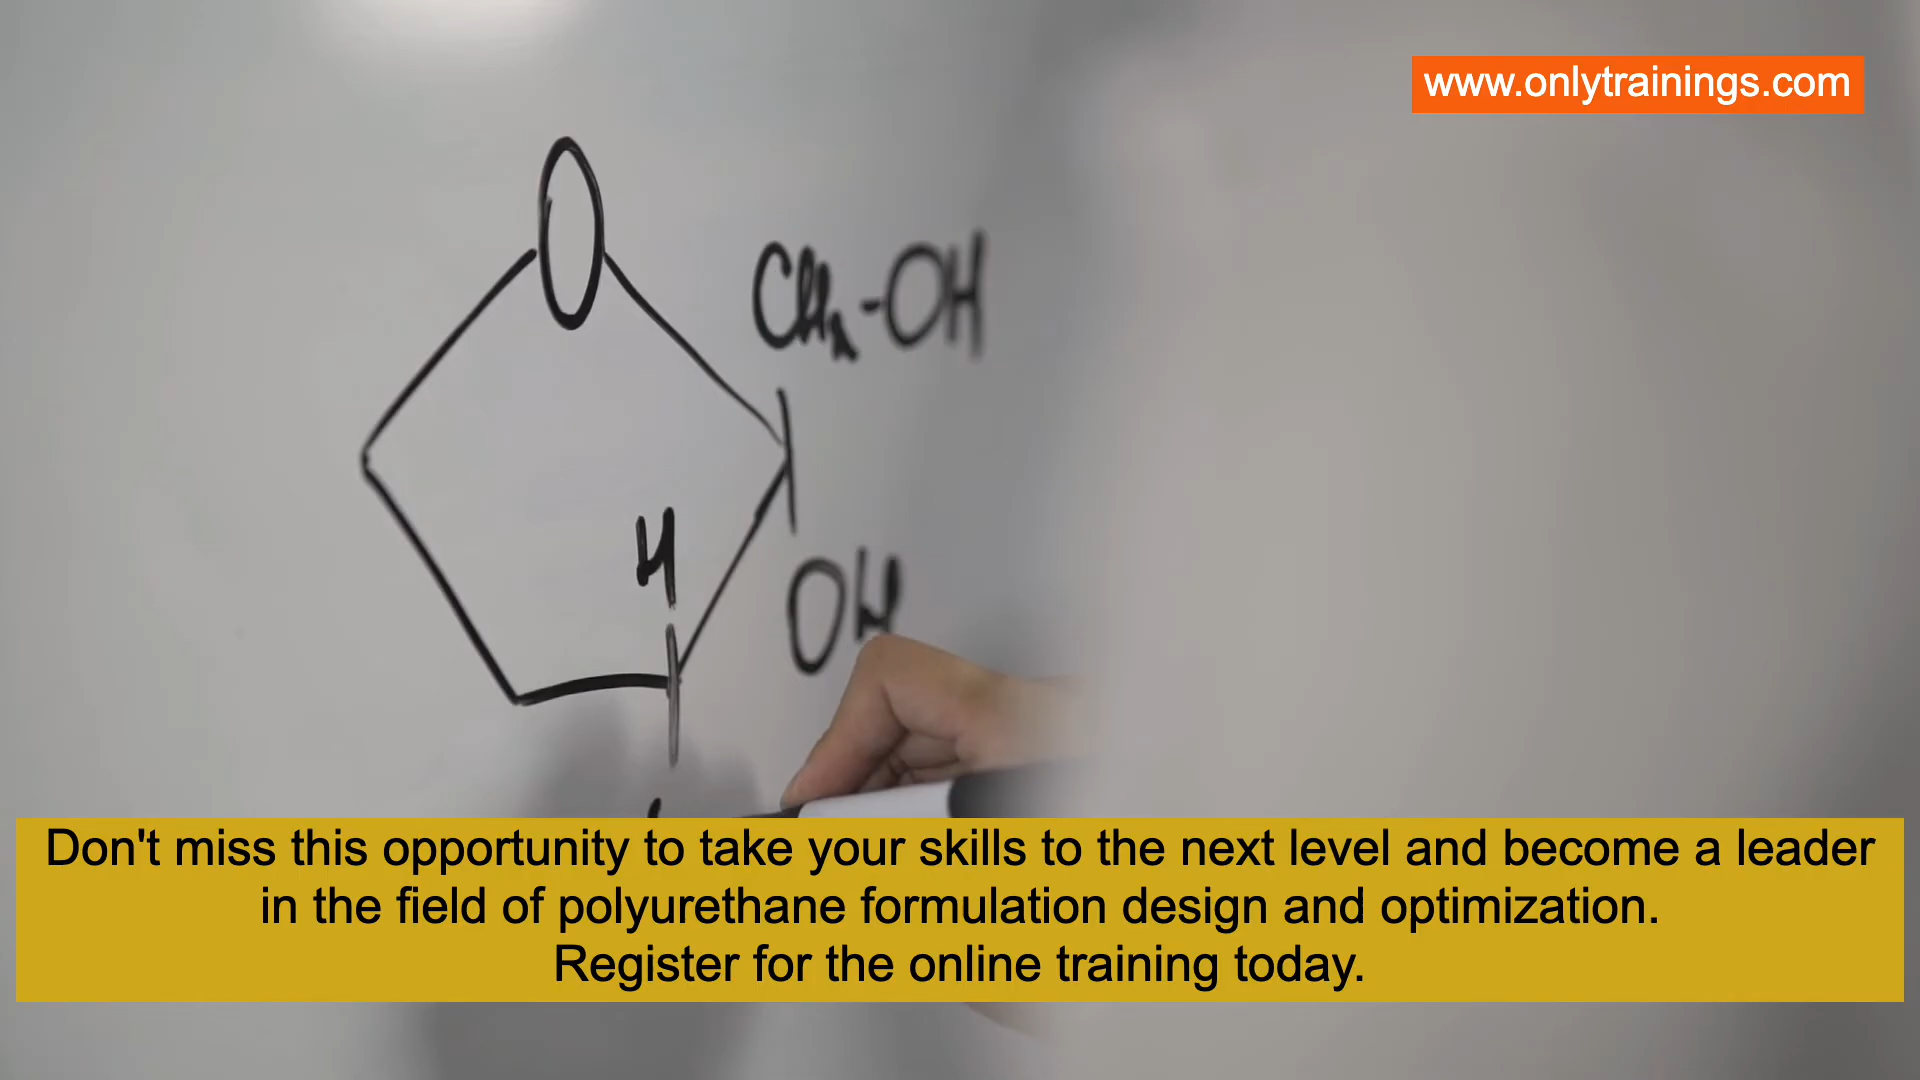 www.onlytrainings.com
O
CH₂-OH
H
OH
Don't miss this opportunity to take your skills to the next level and become a leader
in the field of polyurethane formulation design and optimization.
Register for the online training today.